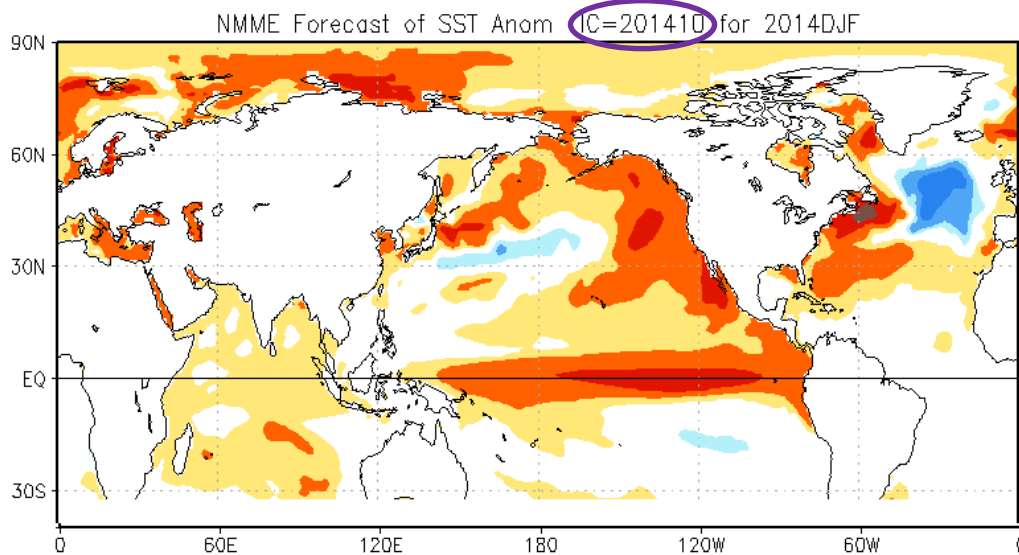 NMME Forecast of SST Anom IC=201410 for 2014DJF
90N
60N
30N
EQ
30S
0 60E 120E 180 120W 60W 0